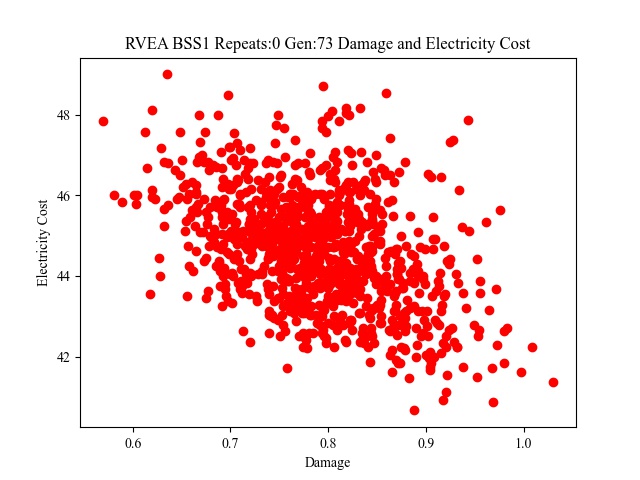 RVEA BSS1 Repeats:0 Gen:73 Damage and Electricity Cost
48
46
44
42
Electricity Cost
0.6 0.7 0.8 0.9 1.0
Damage